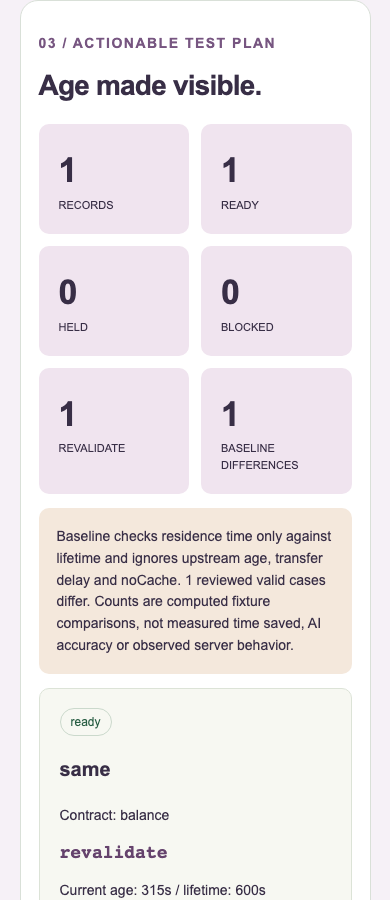 03 / ACTIONABLE TEST PLAN
Age made visible.
1
RECORDS
1
READY
0
HELD
0
BLOCKED
1
REVALIDATE
1
BASELINE
DIFFERENCES
Baseline checks residence time only against
lifetime and ignores upstream age, transfer
delay and noCache. 1 reviewed valid cases
differ. Counts are computed fixture
comparisons, not measured time saved, AI
accuracy or observed server behavior.
ready
same
Contract: balance
revalidate
Current age: 315s / lifetime: 600s